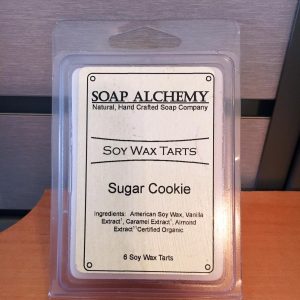 SOAP ALCHEMY
Natural, Hand Crafted Soap Company
SOY WAX TARTS
Sugar Cookie
Ingredients: American Soy Wax, Vanilla
Extract*, Caramel Extract*, Almond
Extract* *Certified Organic
6 Soy Wax Tarts